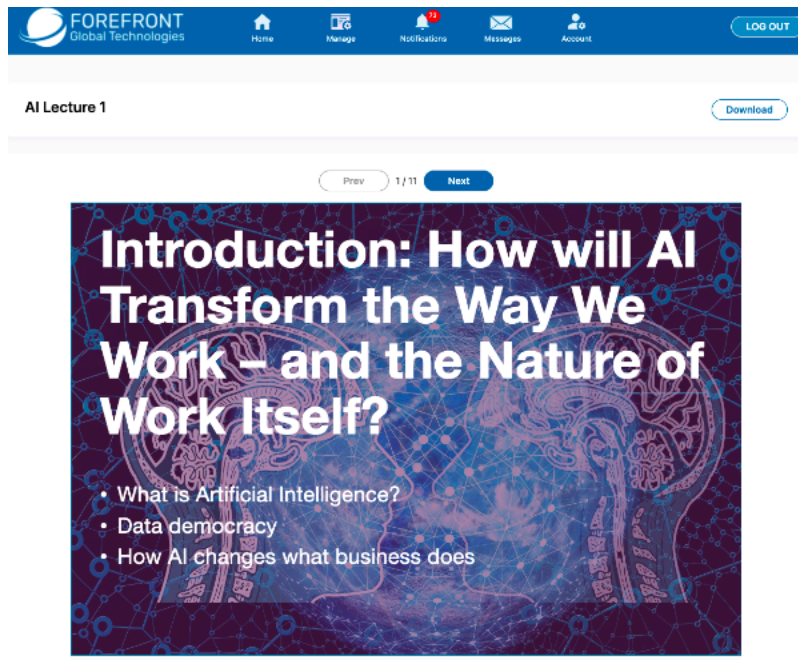 FOREFRONT
Global Technologies
Home
Manage
73
Notifications
Messages
Account
LOG OUT
AI Lecture 1
Download
Prev
1 / 11
Next
Introduction: How will AI
Transform the Way We
Work – and the Nature of
Work Itself?
• What is Artificial Intelligence?
• Data democracy
• How AI changes what business does